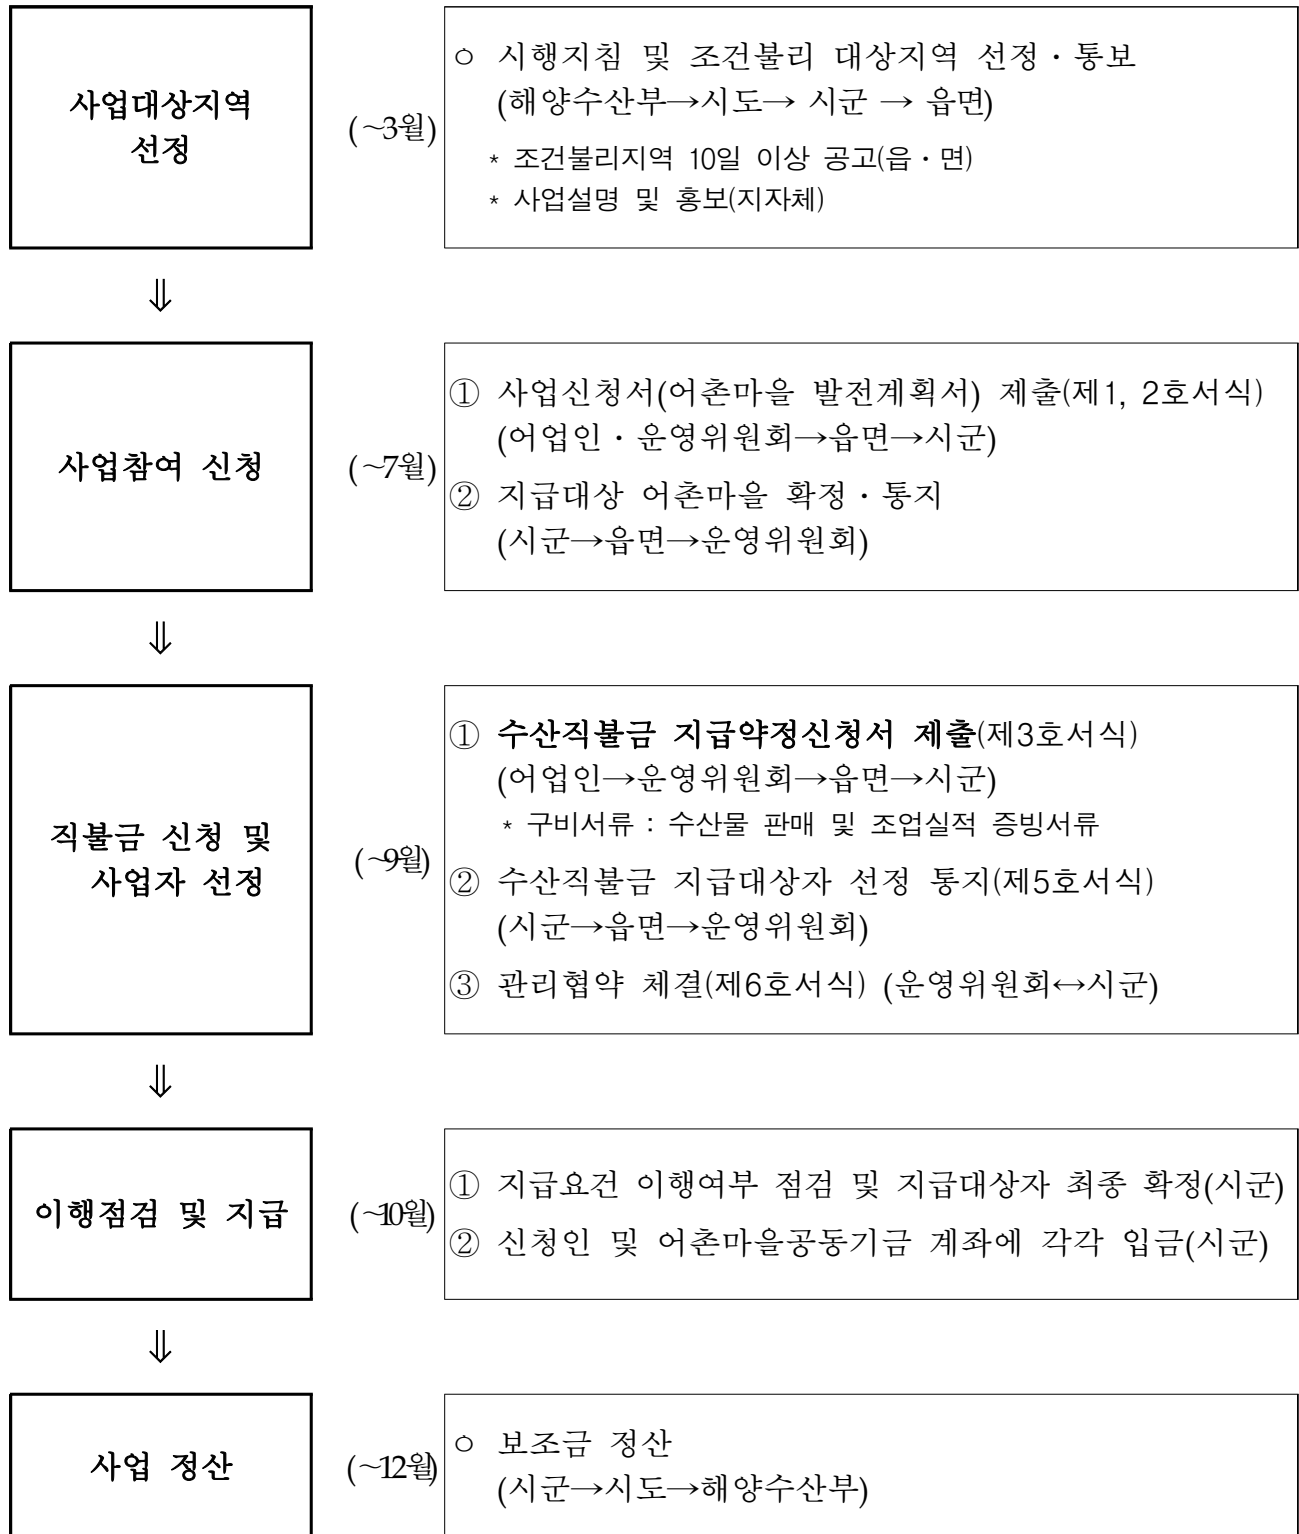 사업대상지역
선정
(~3월)
○ 시행지침 및 조건불리 대상지역 선정·통보
(해양수산부→시도→ 시군 → 읍면)
* 조건불리지역 10일 이상 공고(읍·면)
* 사업설명 및 홍보(지자체)
⇓
사업참여 신청
(~7월)
① 사업신청서(어촌마을 발전계획서) 제출(제1, 2호서식)
(어업인·운영위원회→읍면→시군)
② 지급대상 어촌마을 확정·통지
(시군→읍면→운영위원회)
⇓
직불금 신청 및
사업자 선정
(~9월)
① 수산직불금 지급약정신청서 제출(제3호서식)
(어업인→운영위원회→읍면→시군)
* 구비서류 : 수산물 판매 및 조업실적 증빙서류
② 수산직불금 지급대상자 선정 통지(제5호서식)
(시군→읍면→운영위원회)
③ 관리협약 체결(제6호서식) (운영위원회↔시군)
⇓
이행점검 및 지급
(~10월)
① 지급요건 이행여부 점검 및 지급대상자 최종 확정(시군)
② 신청인 및 어촌마을공동기금 계좌에 각각 입금(시군)
⇓
사업 정산
(~12월)
○ 보조금 정산
(시군→시도→해양수산부)